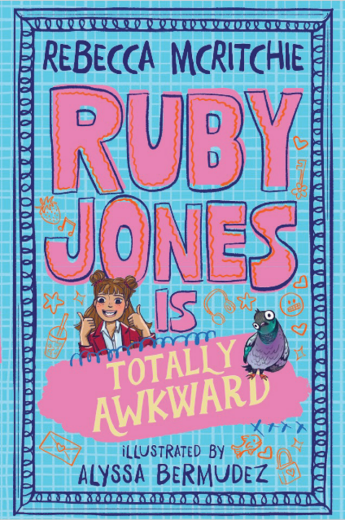 REBECCA MCRITCHIE
RUBY
JONES
IS
TOTALLY
AWKWARD
ILLUSTRATED BY
ALYSSA BERMUDEZ